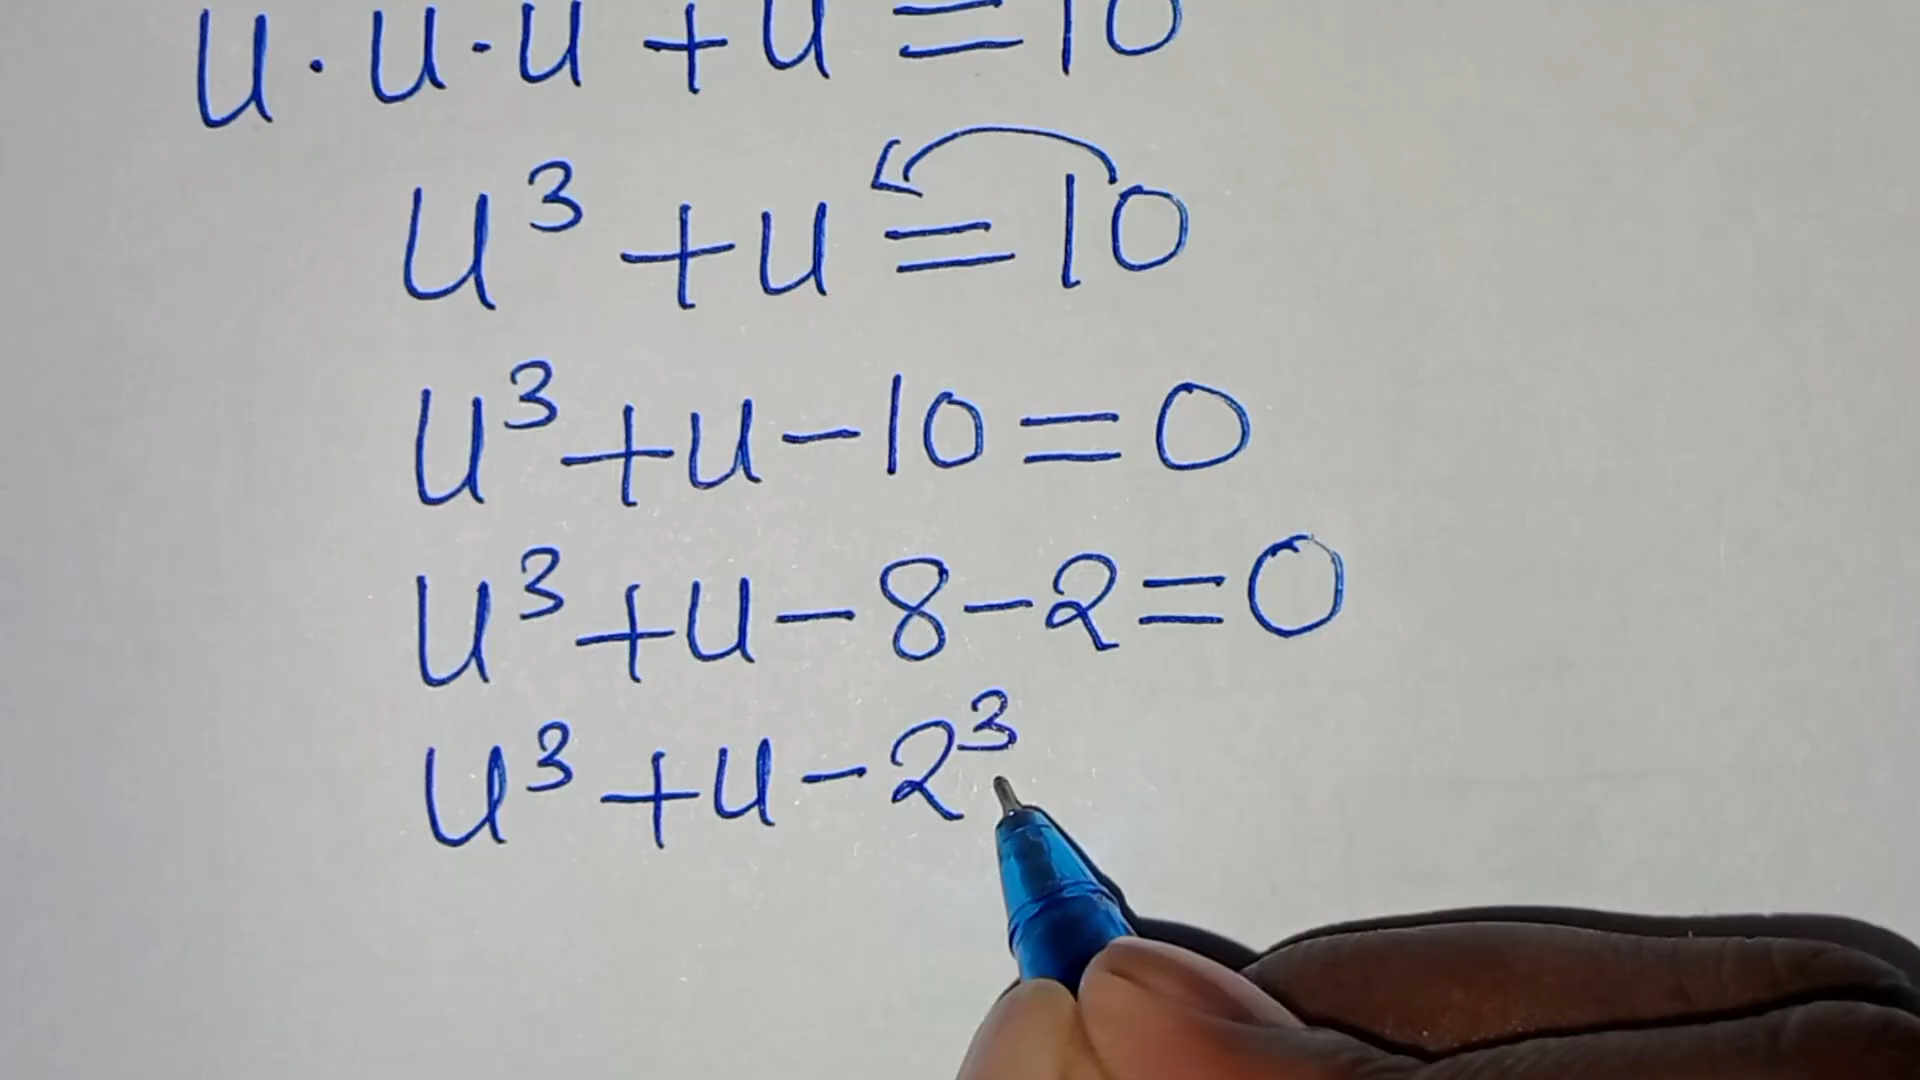 u · u · u + u = 10
u³ + u = 10
u³ + u - 10 = 0
u³ + u - 8 - 2 = 0
u³ + u - 2³